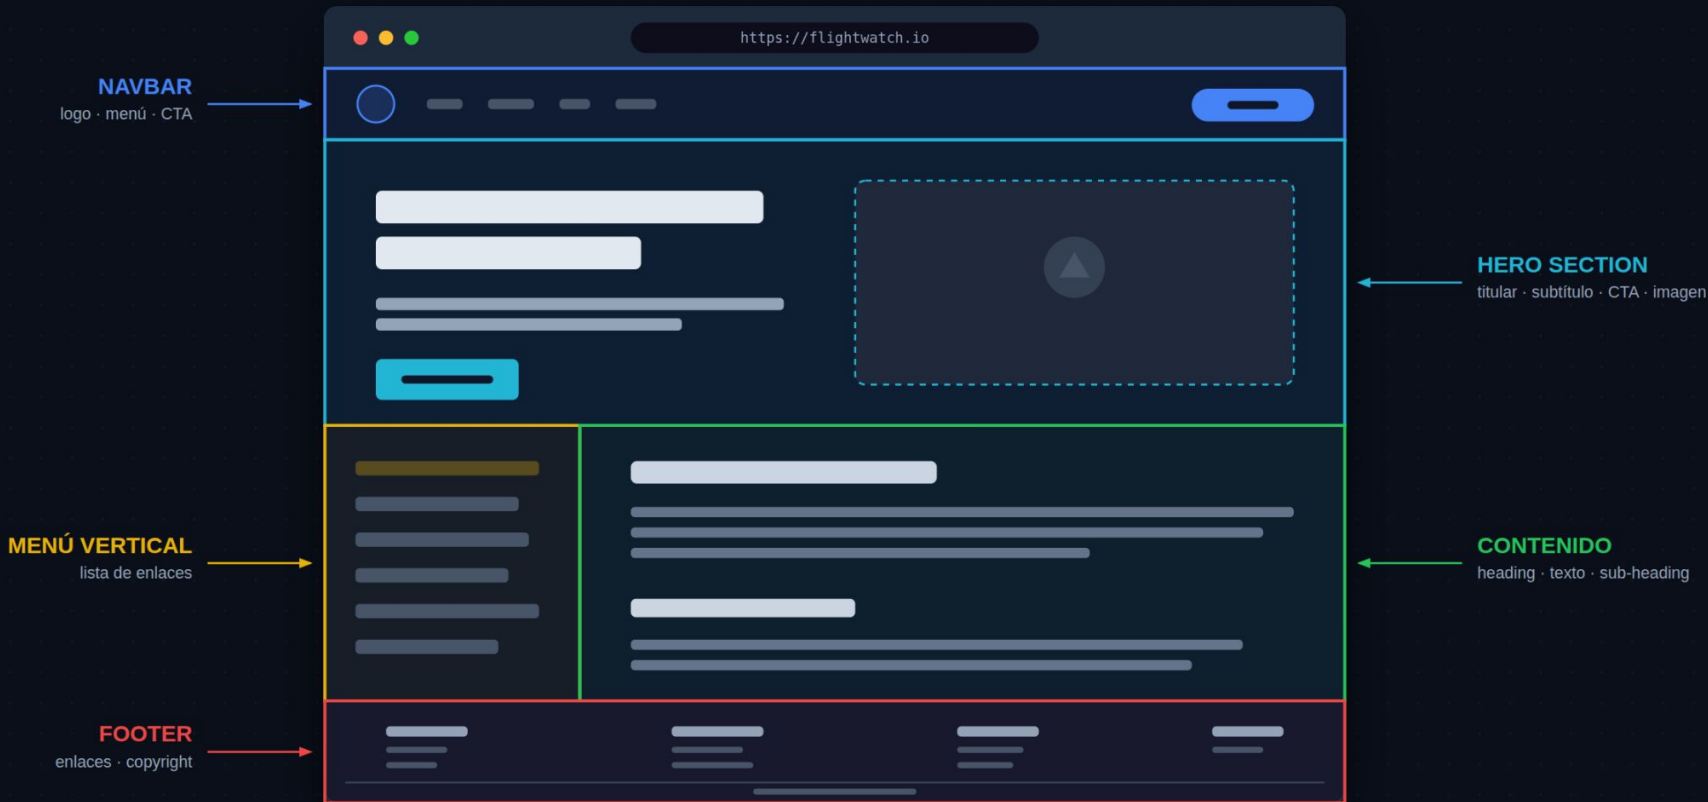 https://flightwatch.io
NAVBAR
logo · menú · CTA
HERO SECTION
titular · subtítulo · CTA · imagen
MENÚ VERTICAL
lista de enlaces
CONTENIDO
heading · texto · sub-heading
FOOTER
enlaces · copyright